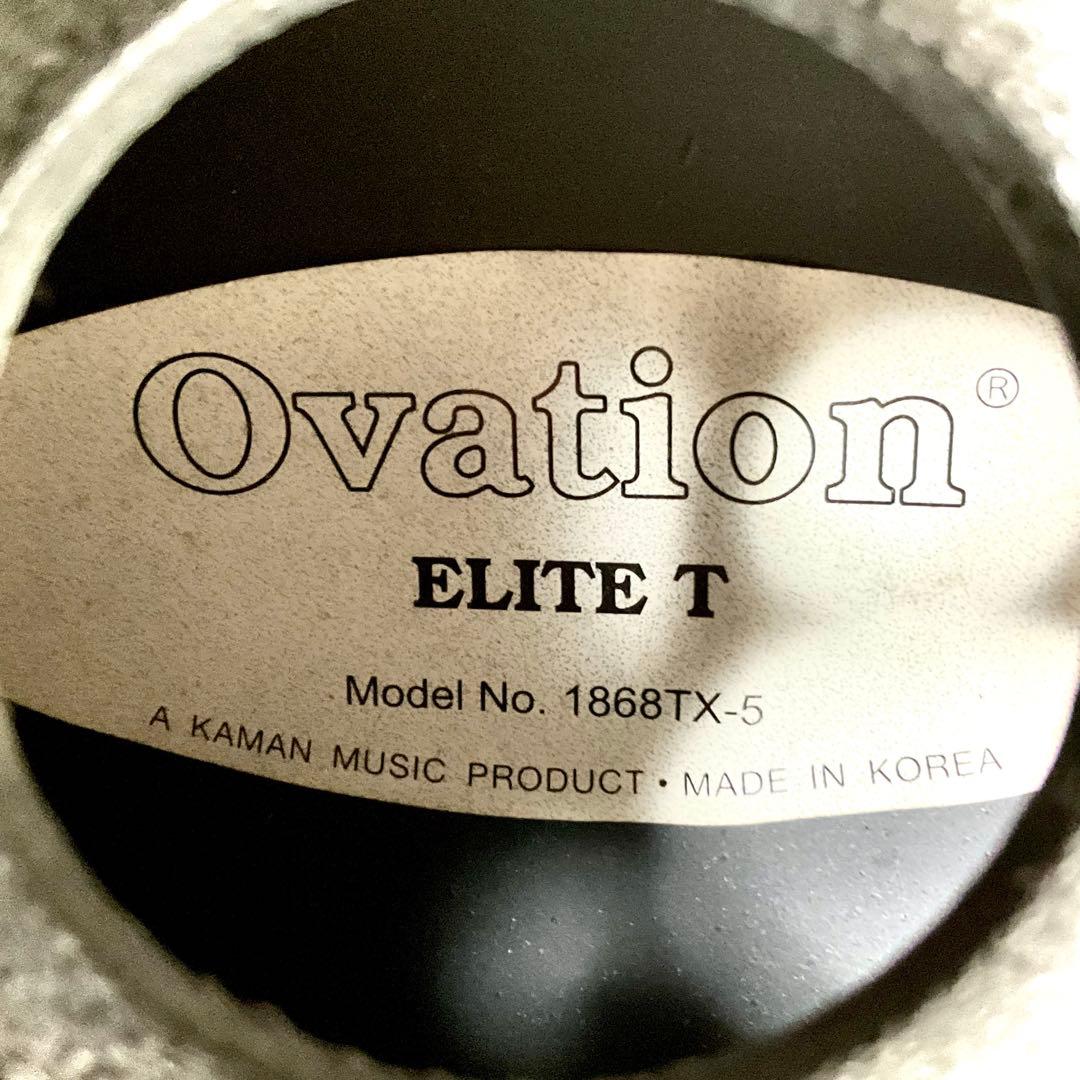 Ovation®
ELITE T
Model No. 1868TX-5
A KAMAN MUSIC PRODUCT • MADE IN KOREA